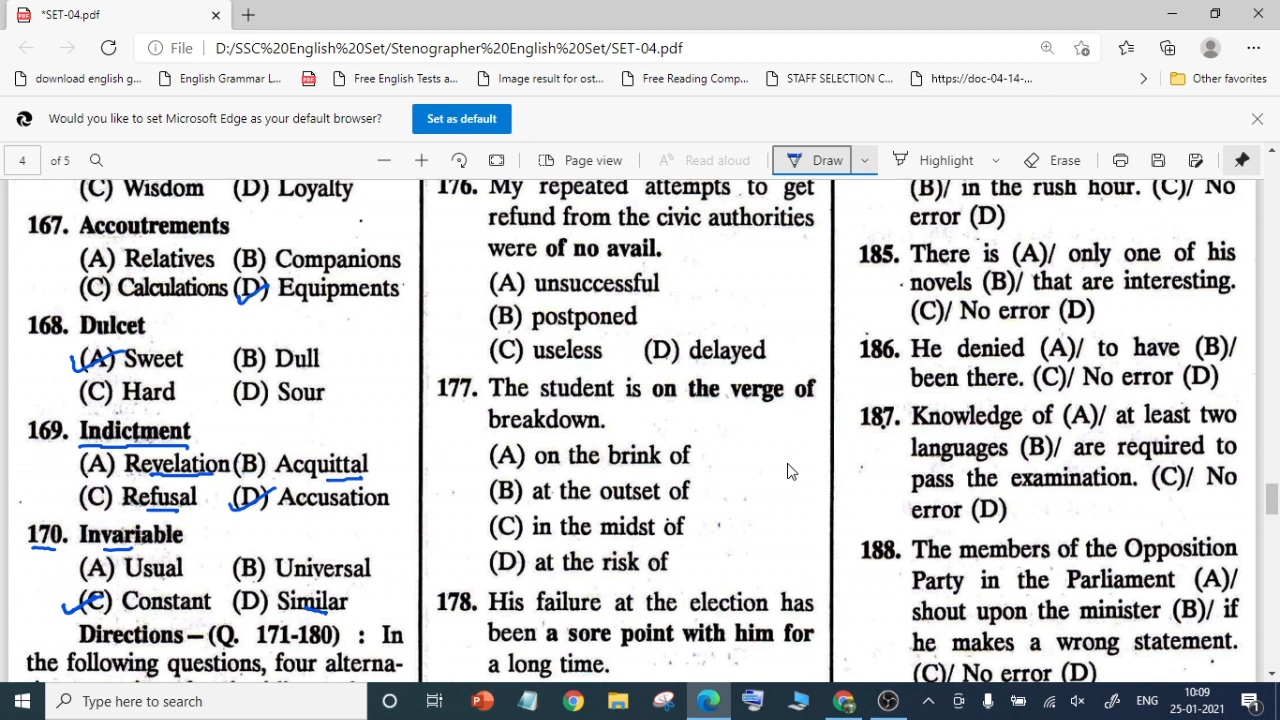 *SET-04.pdf
File D:/SSC%20English%20Set/Stenographer%20English%20Set/SET-04.pdf
download english g...
English Grammar L...
Free English Tests a...
Image result for ost...
Free Reading Comp...
STAFF SELECTION C...
https://doc-04-14-...
Other favorites
Would you like to set Microsoft Edge as your default browser?
Set as default
4 of 5
Page view
Read aloud
Draw
Highlight
Erase
(C) Wisdom (D) Loyalty
167. Accoutrements
(A) Relatives (B) Companions
(C) Calculations (D) Equipments
168. Dulcet
(A) Sweet (B) Dull
(C) Hard (D) Sour
169. Indictment
(A) Revelation (B) Acquittal
(C) Refusal (D) Accusation
170. Invariable
(A) Usual (B) Universal
(C) Constant (D) Similar
Directions—(Q. 171-180) : In
the following questions, four alterna-
176. My repeated attempts to get
refund from the civic authorities
were of no avail.
(A) unsuccessful
(B) postponed
(C) useless (D) delayed
177. The student is on the verge of
breakdown.
(A) on the brink of
(B) at the outset of
(C) in the midst of
(D) at the risk of
178. His failure at the election has
been a sore point with him for
a long time.
(B)/ in the rush hour. (C)/ No
error (D)
185. There is (A)/ only one of his
novels (B)/ that are interesting.
(C)/ No error (D)
186. He denied (A)/ to have (B)/
been there. (C)/ No error (D)
187. Knowledge of (A)/ at least two
languages (B)/ are required to
pass the examination. (C)/ No
error (D)
188. The members of the Opposition
Party in the Parliament (A)/
shout upon the minister (B)/ if
he makes a wrong statement.
(C)/ No error (D)
Type here to search
ENG
10:09
25-01-2021
1